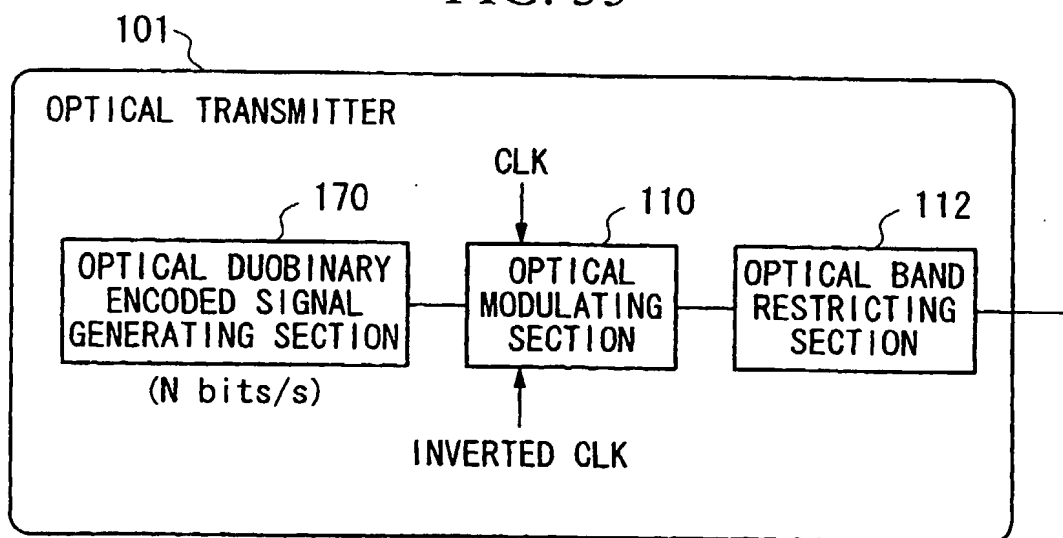 101
OPTICAL TRANSMITTER
CLK
170
110
112
OPTICAL DUOBINARY
ENCODED SIGNAL
GENERATING SECTION
(N bits/s)
OPTICAL
MODULATING
SECTION
OPTICAL BAND
RESTRICTING
SECTION
INVERTED CLK